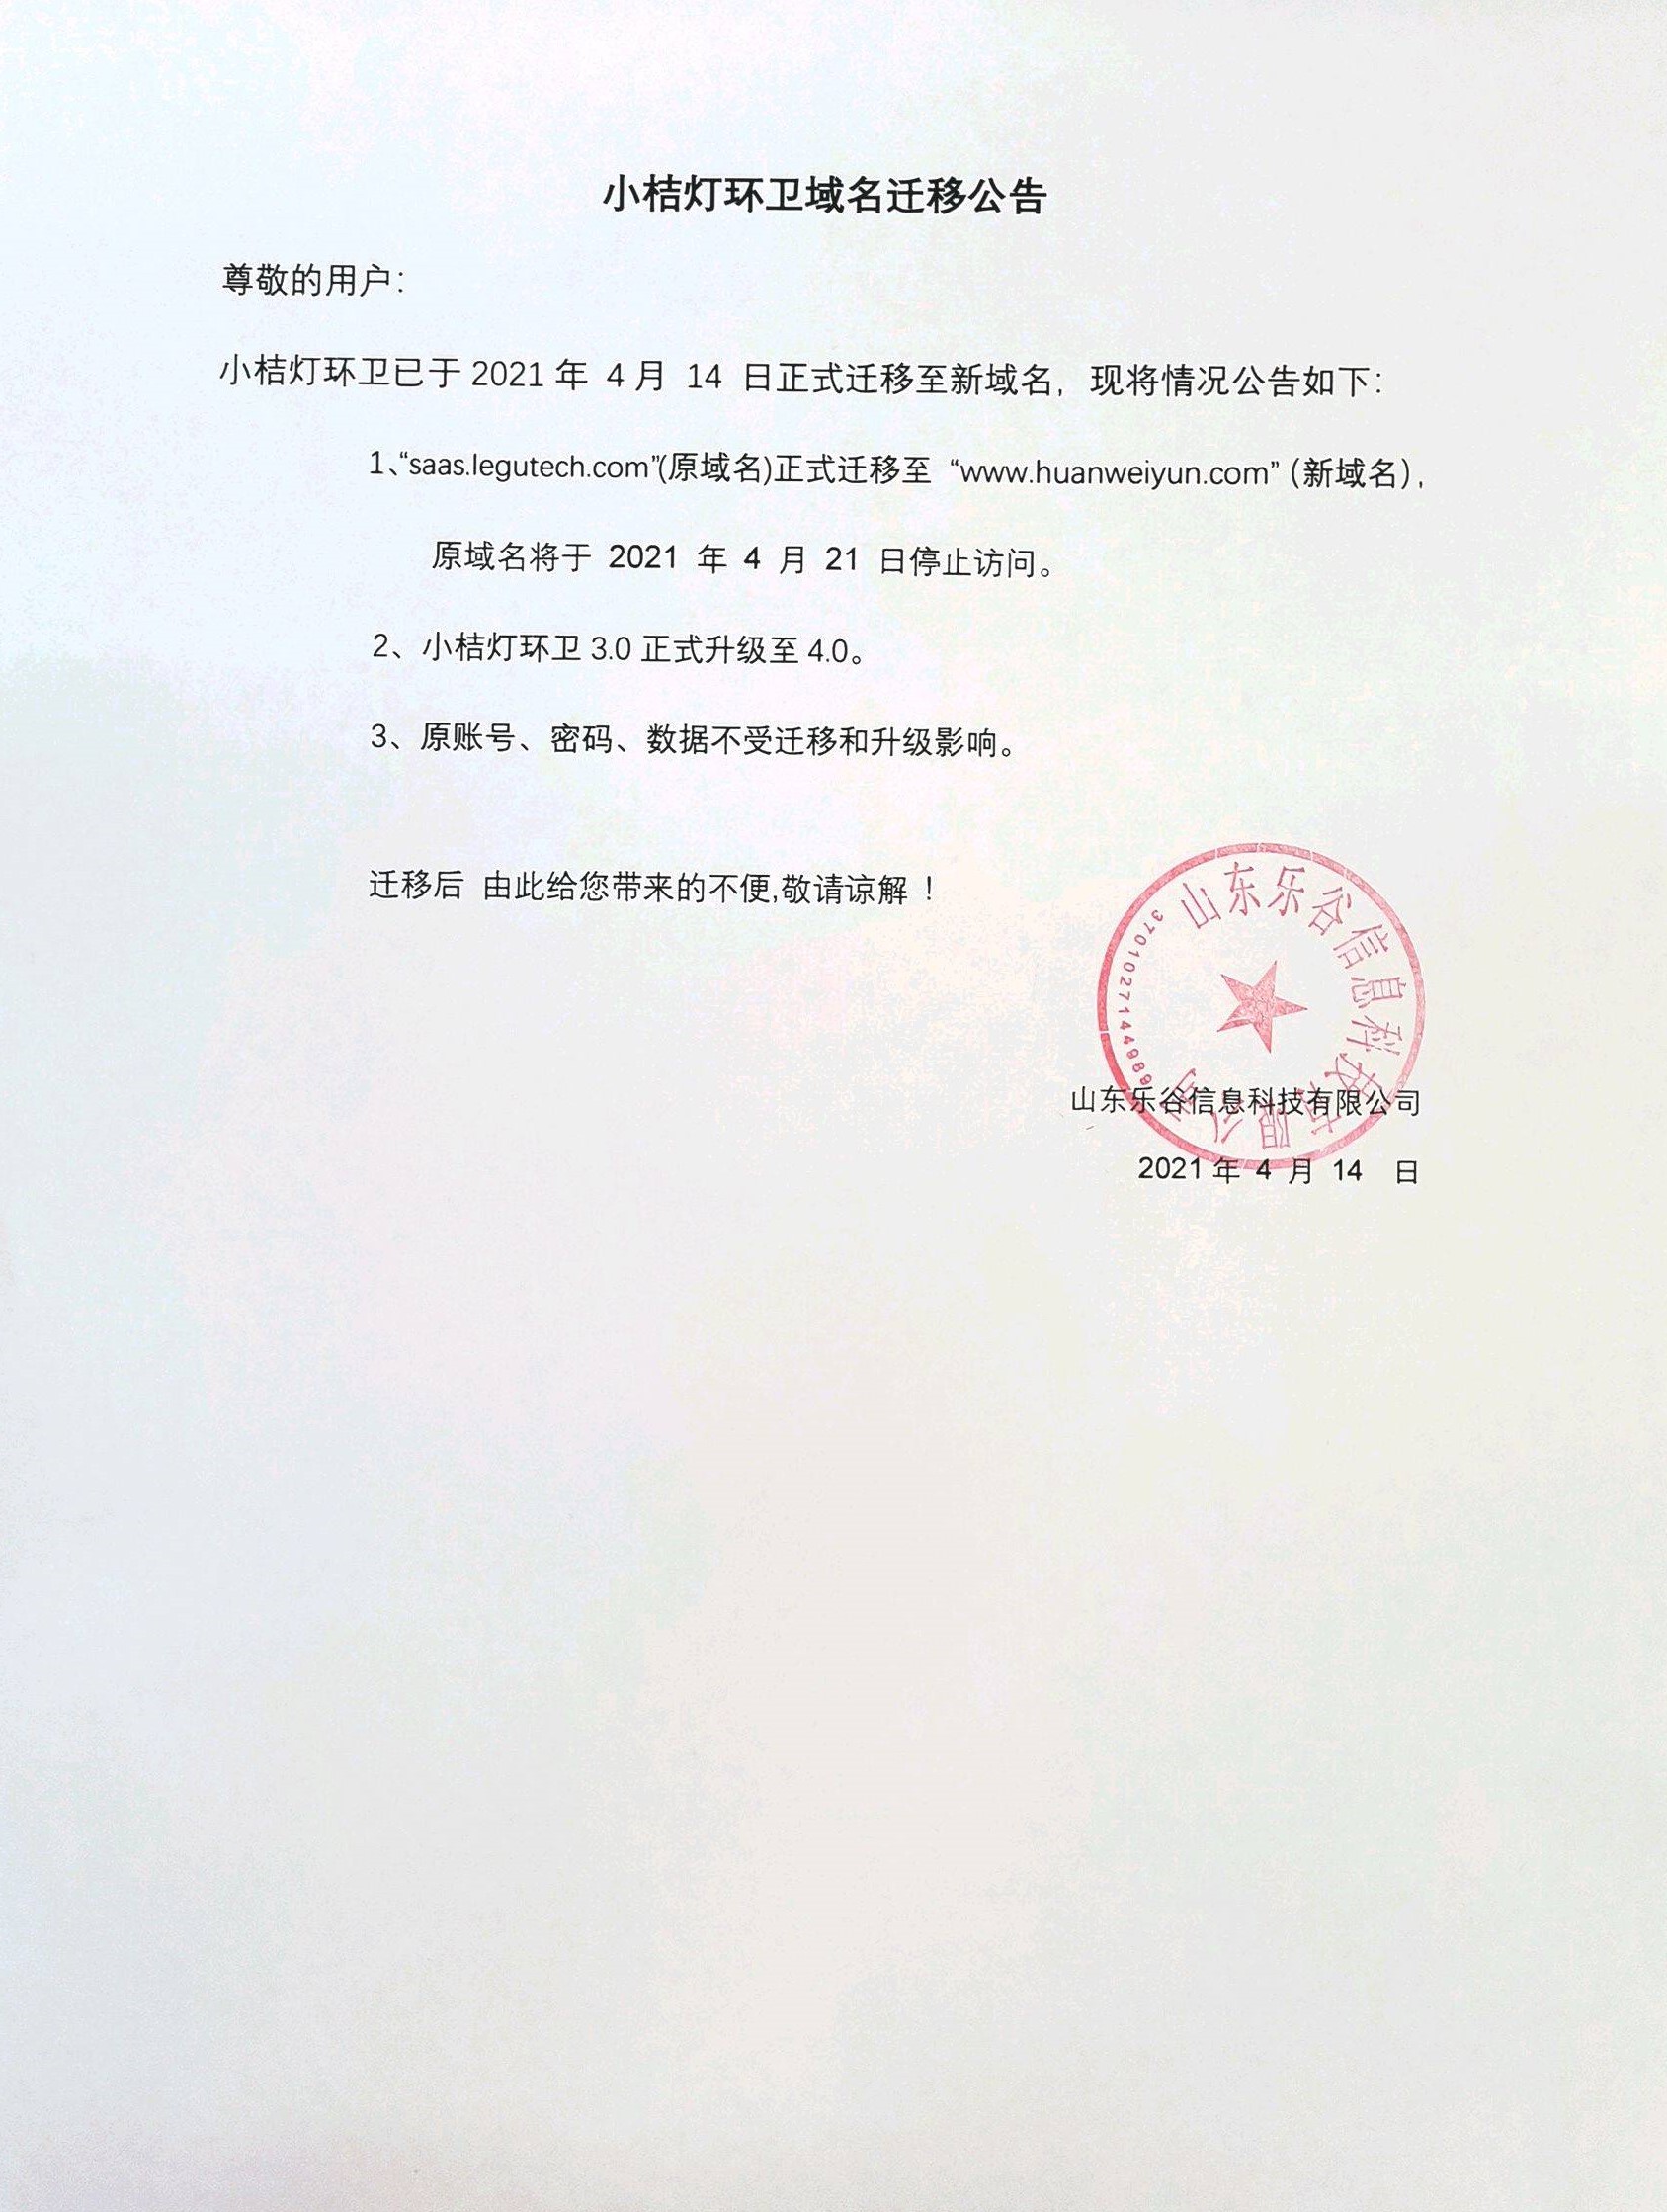 小桔灯环卫域名迁移公告
尊敬的用户：
小桔灯环卫已于 2021 年 4 月 14 日正式迁移至新域名，现将情况公告如下：
1、“saas.legutech.com”(原域名)正式迁移至 “www.huanweiyun.com”（新域名），
原域名将于 2021 年 4 月 21 日停止访问。
2、小桔灯环卫 3.0 正式升级至 4.0。
3、原账号、密码、数据不受迁移和升级影响。
迁移后 由此给您带来的不便,敬请谅解！
山东乐谷信息科技有限公司
山东乐谷信息科技有限公司
2021 年 4 月 14 日